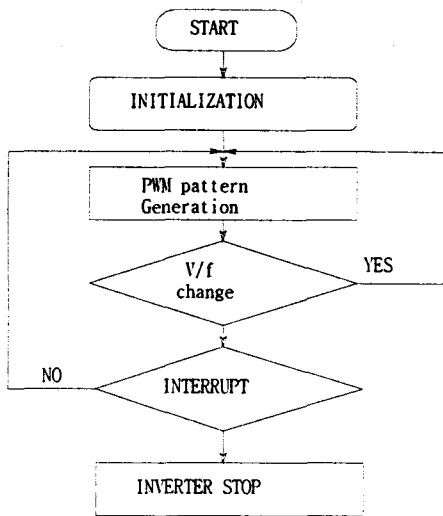 START
INITIALIZATION
PWM pattern
Generation
V/f
change
YES
NO
INTERRUPT
INVERTER STOP